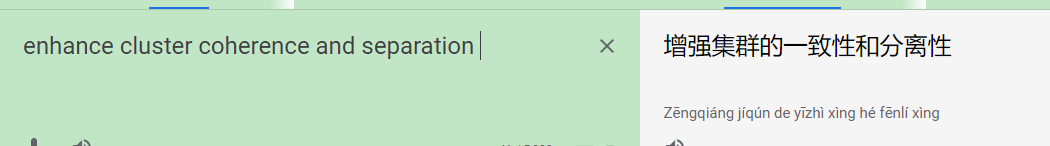 enhance cluster coherence and separation
增强集群的一致性和分离性
Zēngqiáng jíqún de yīzhì xìng hé fēnlí xìng